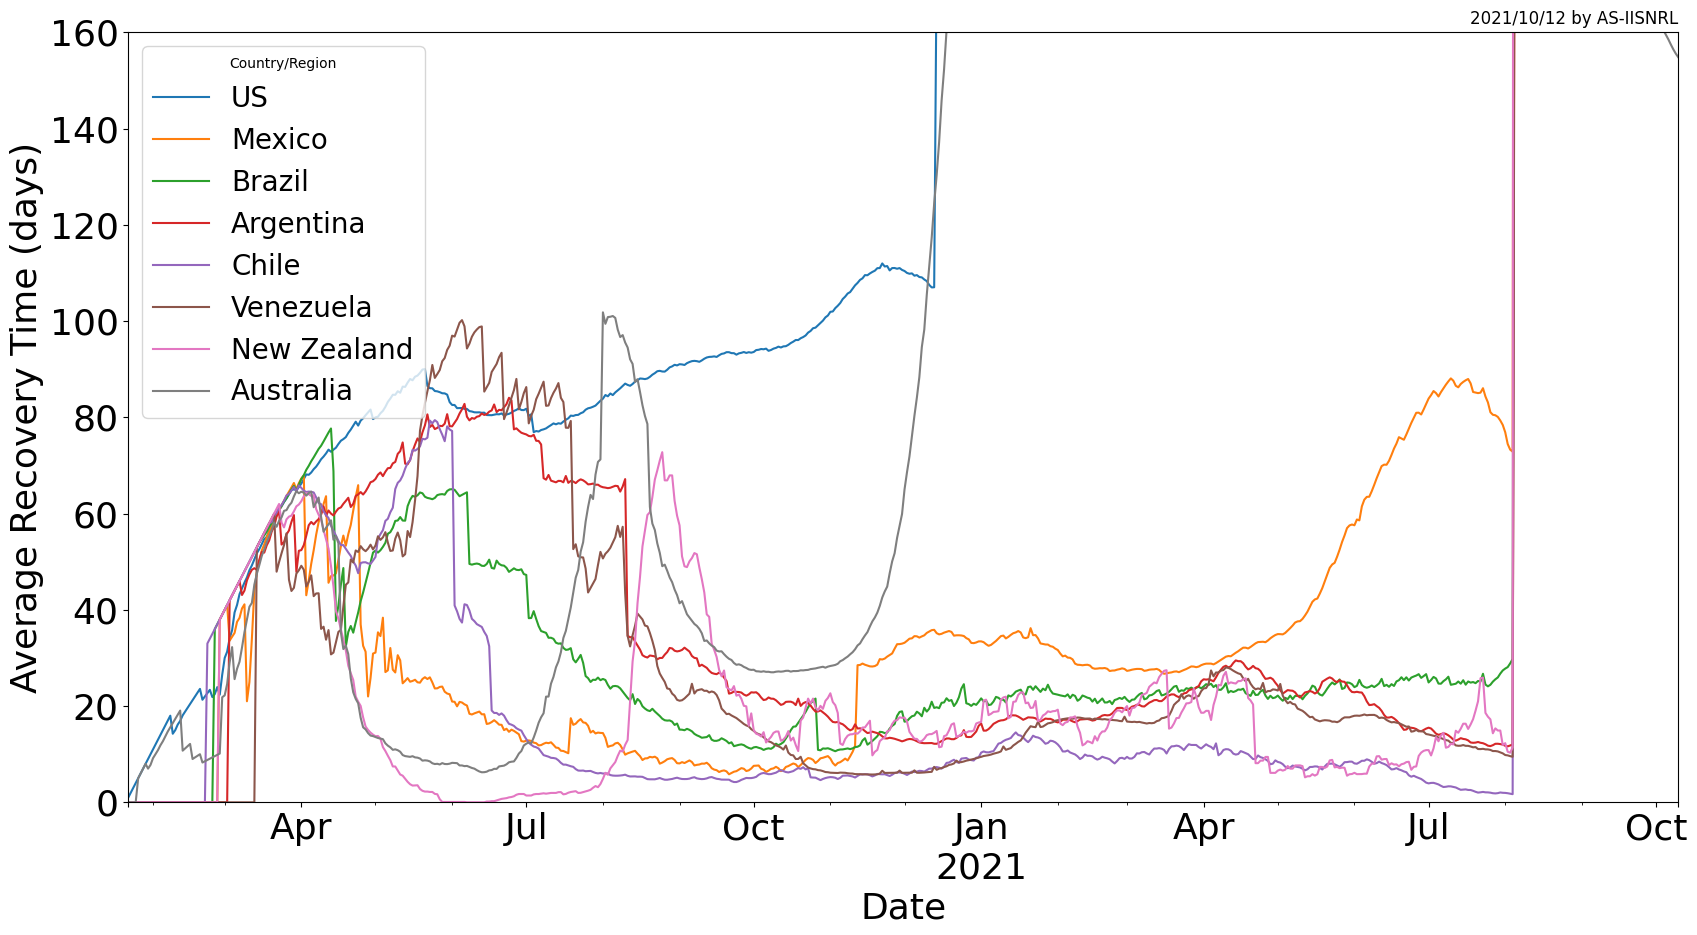 2021/10/12 by AS-IISNRL
Average Recovery Time (days)
160
140
120
100
80
60
40
20
0
Country/Region
US
Mexico
Brazil
Argentina
Chile
Venezuela
New Zealand
Australia
Apr Jul Oct Jan Apr Jul Oct
2021
Date